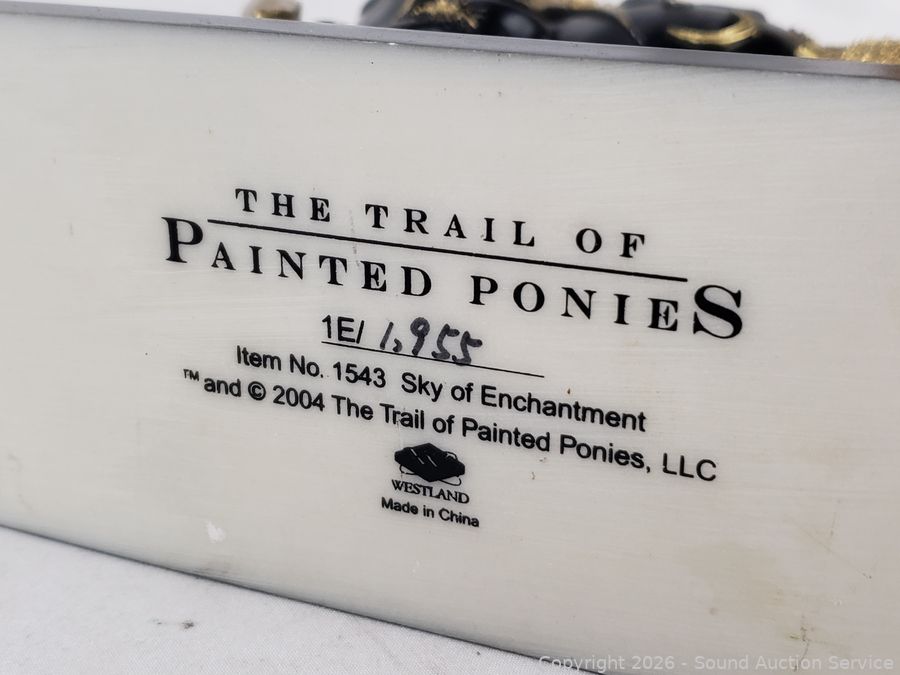 THE TRAIL OF
PAINTED PONIES
1E/ 1,955
Item No. 1543 Sky of Enchantment
™ and © 2004 The Trail of Painted Ponies, LLC
WESTLAND
Made in China
Copyright 2026 - Sound Auction Service